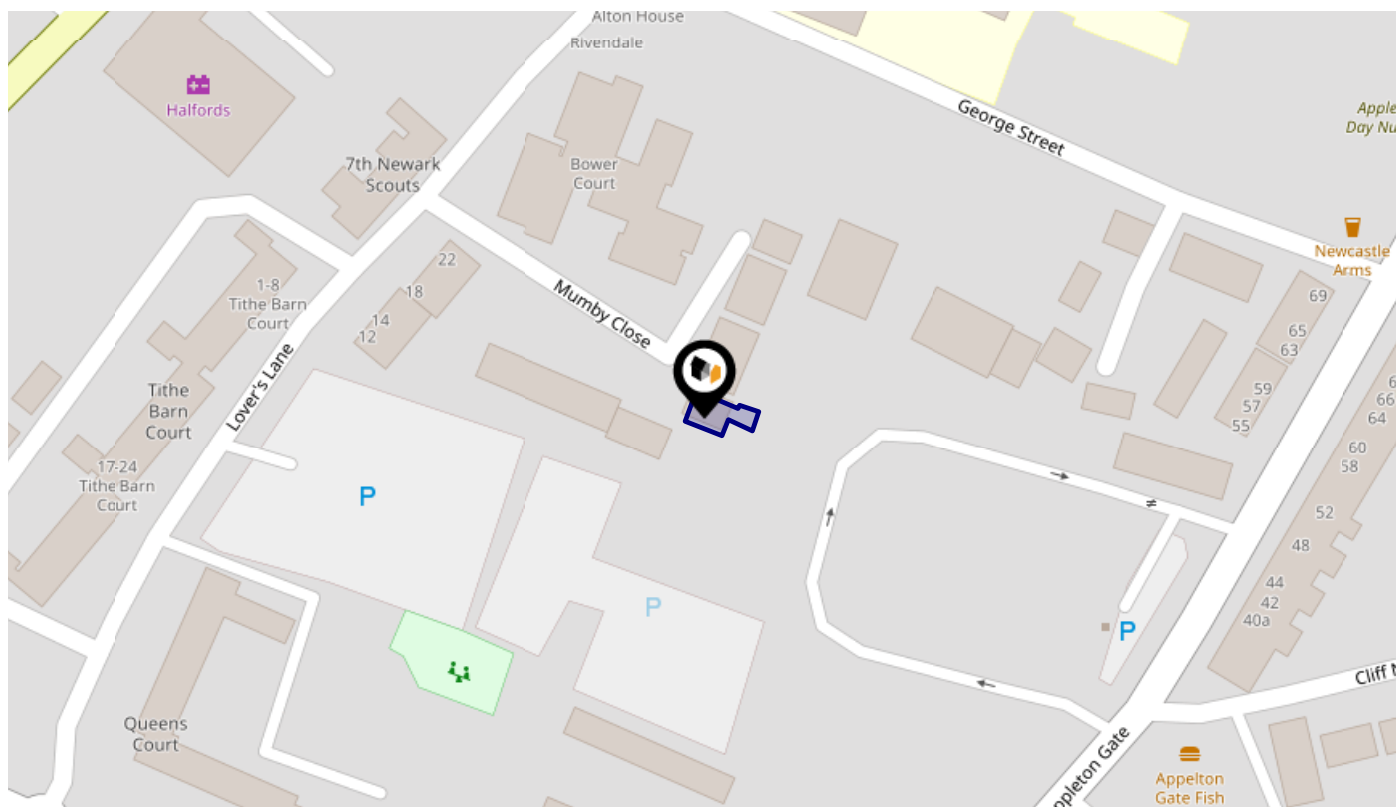 Alton House
Rivendale
Halfords
George Street
Apple
Day Nu
7th Newark
Scouts
Bower
Court
Newcastle
Arms
22
18
14
12
1-8
Tithe Barn
Court
Mumby Close
69
65
63
59
57
55
66
64
60
58
52
48
44
42
40a
Lover's Lane
Tithe
Barn
Court
17-24
Tithe Barn
Court
P
P
P
Queens
Court
Cliff
Appleton Gate
Appelton
Gate Fish